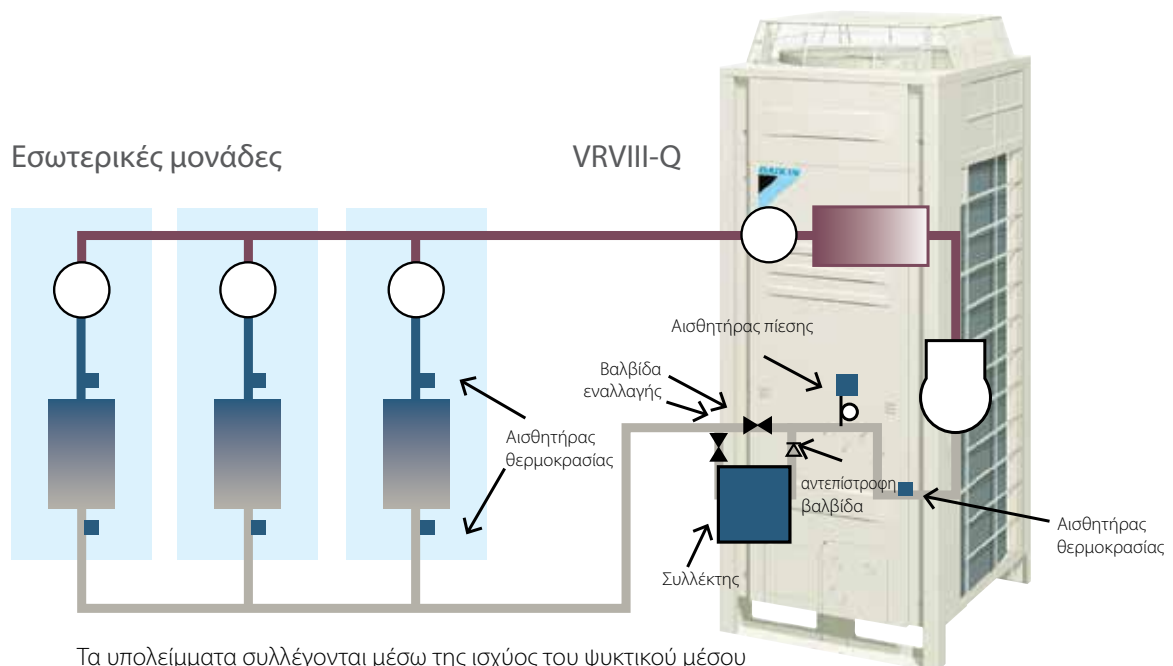 Εσωτερικές μονάδες
VRVIII-Q
DAIKIN
Αισθητήρας πίεσης
Βαλβίδα
εναλλαγής
Αισθητήρας
θερμοκρασίας
αντεπίστροφη
βαλβίδα
Αισθητήρας
θερμοκρασίας
Συλλέκτης
Τα υπολείμματα συλλέγονται μέσω της ισχύος του ψυκτικού μέσου